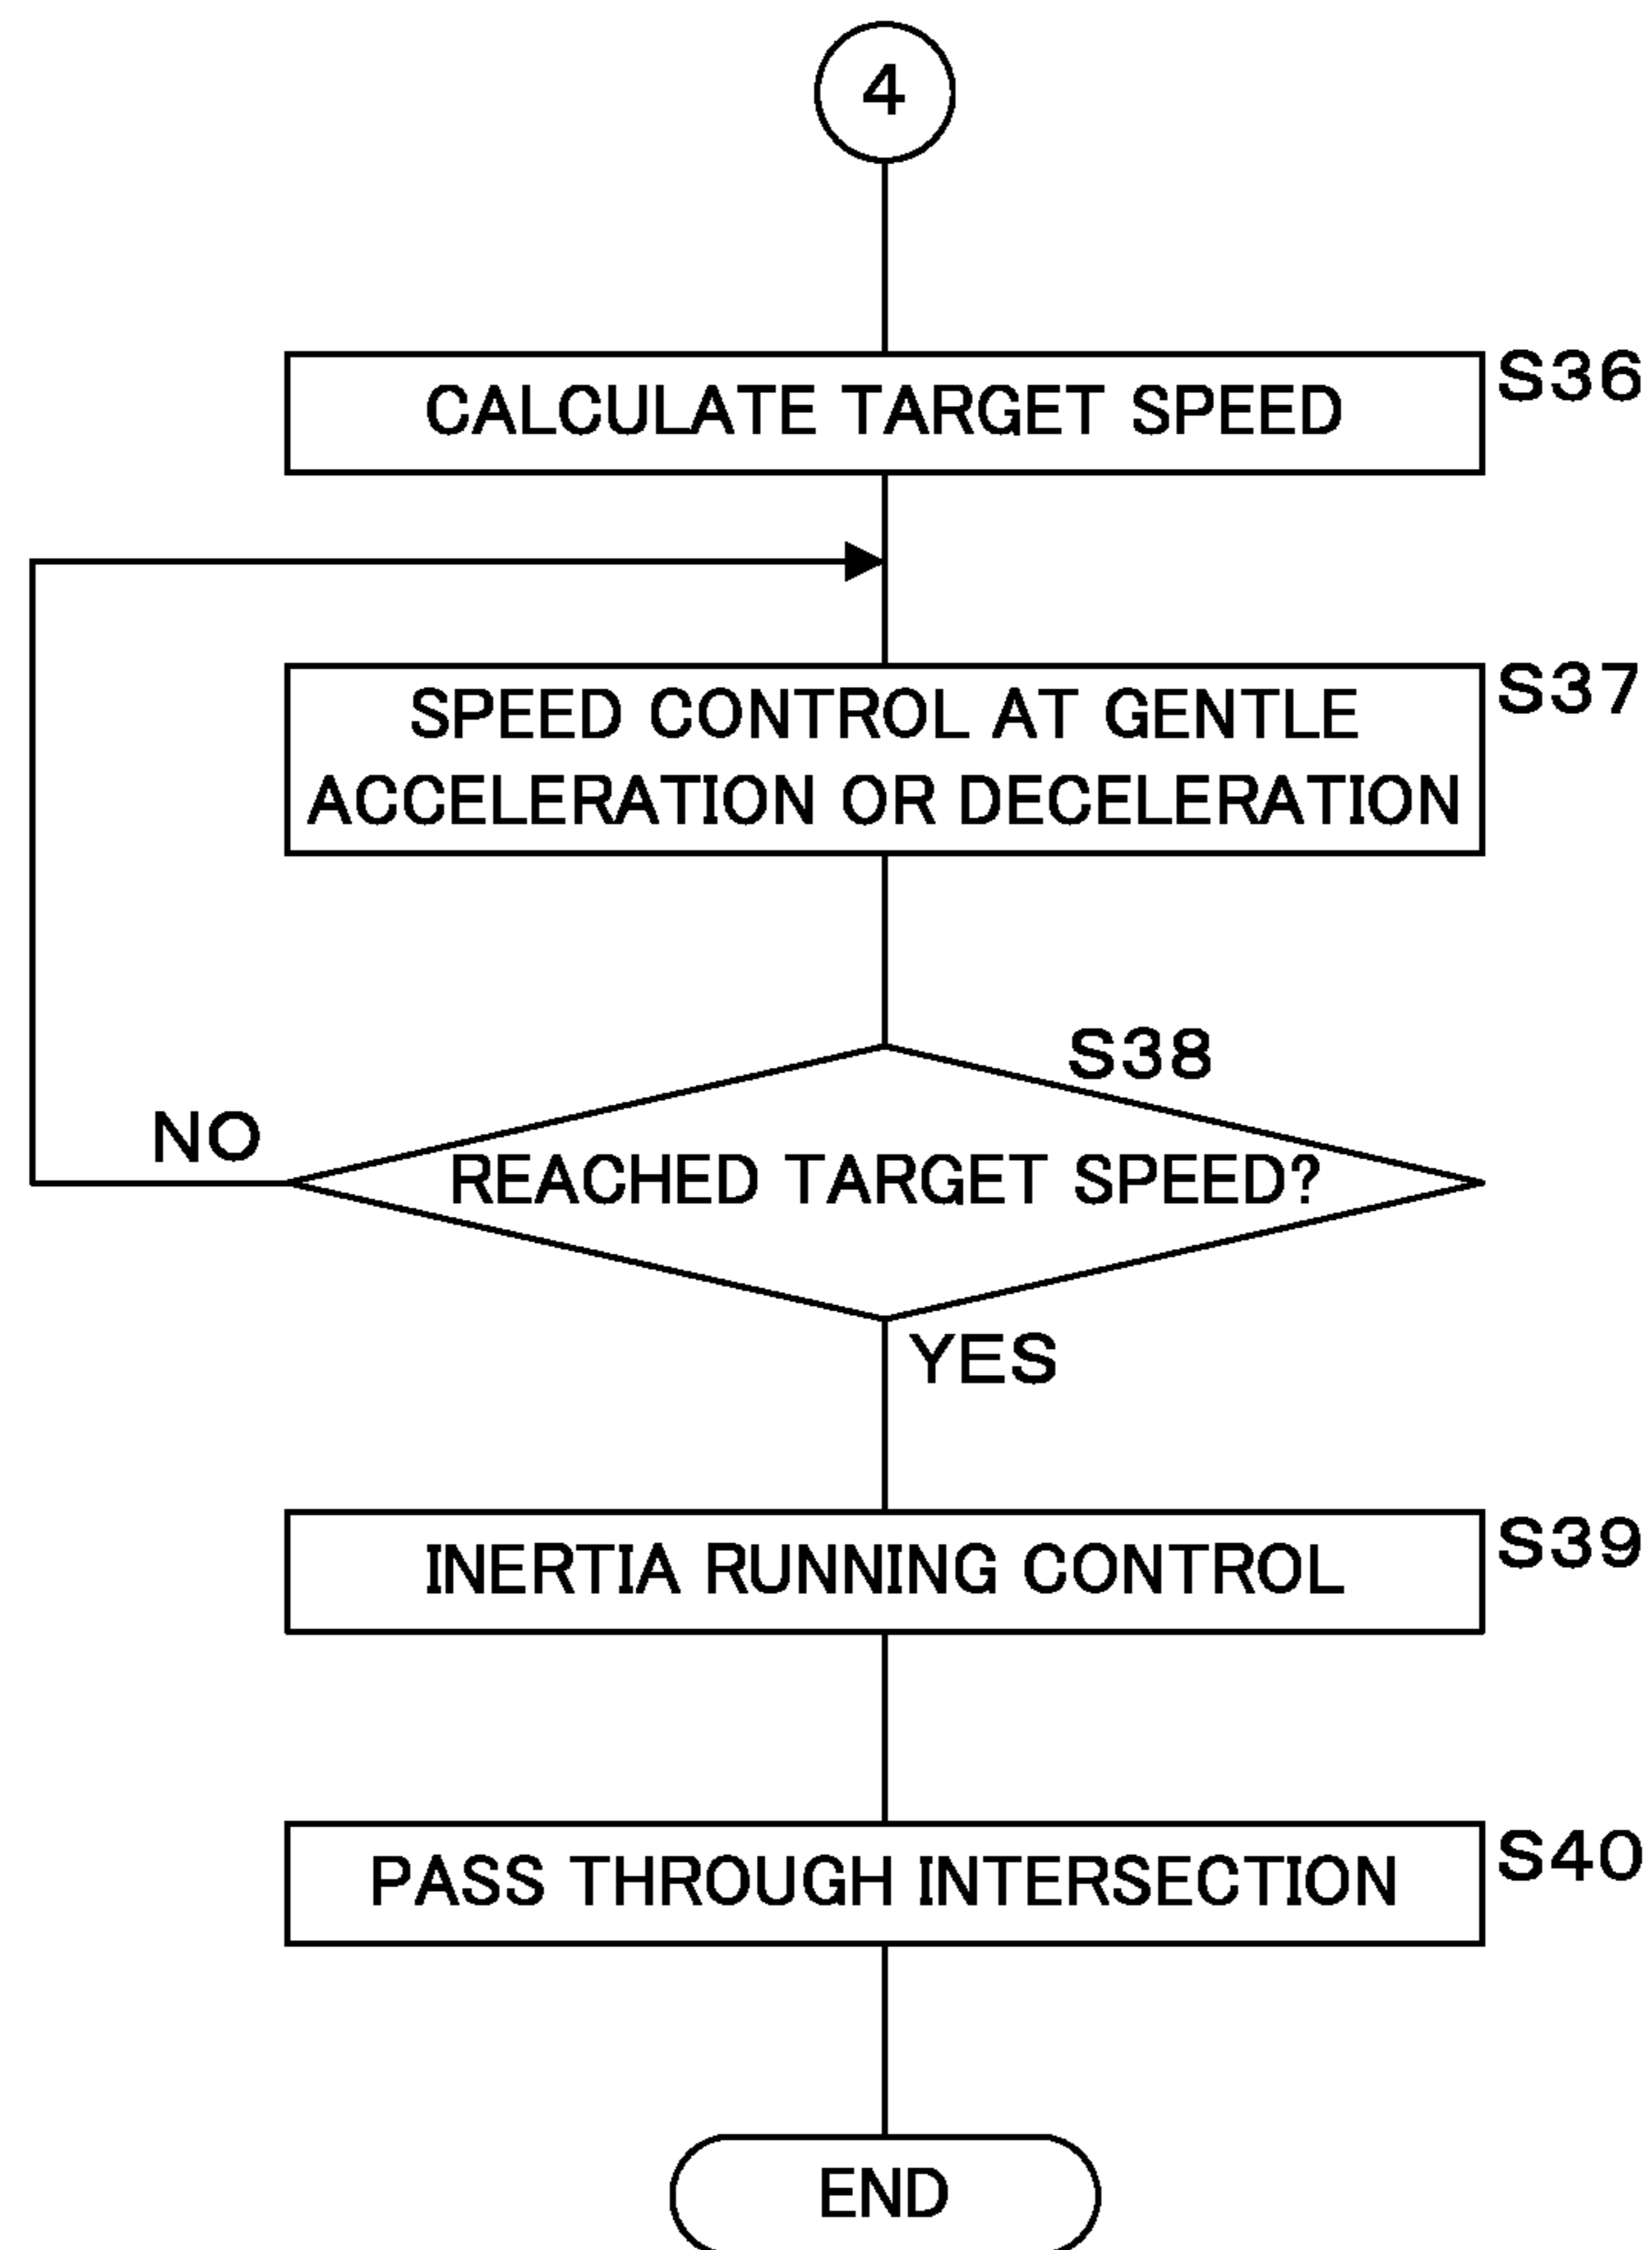 4
CALCULATE TARGET SPEED
S36
SPEED CONTROL AT GENTLE
ACCELERATION OR DECELERATION
S37
S38
NO
REACHED TARGET SPEED?
YES
INERTIA RUNNING CONTROL
S39
PASS THROUGH INTERSECTION
S40
END